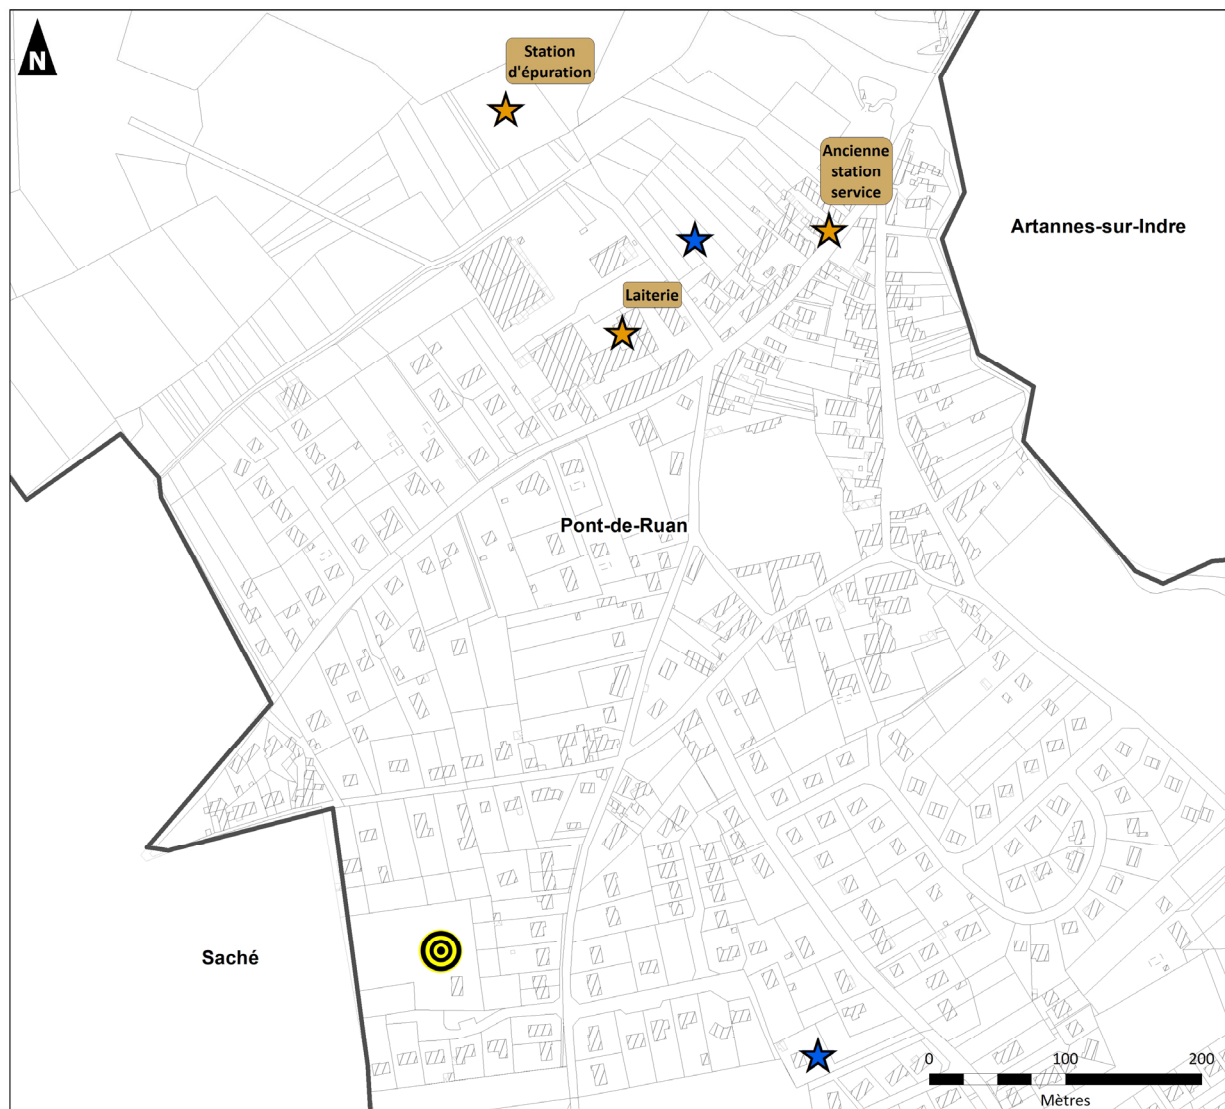 N
Station
d'épuration
Ancienne
station
service
Artannes-sur-Indre
Laiterie
Pont-de-Ruan
Saché
0 100 200
Mètres